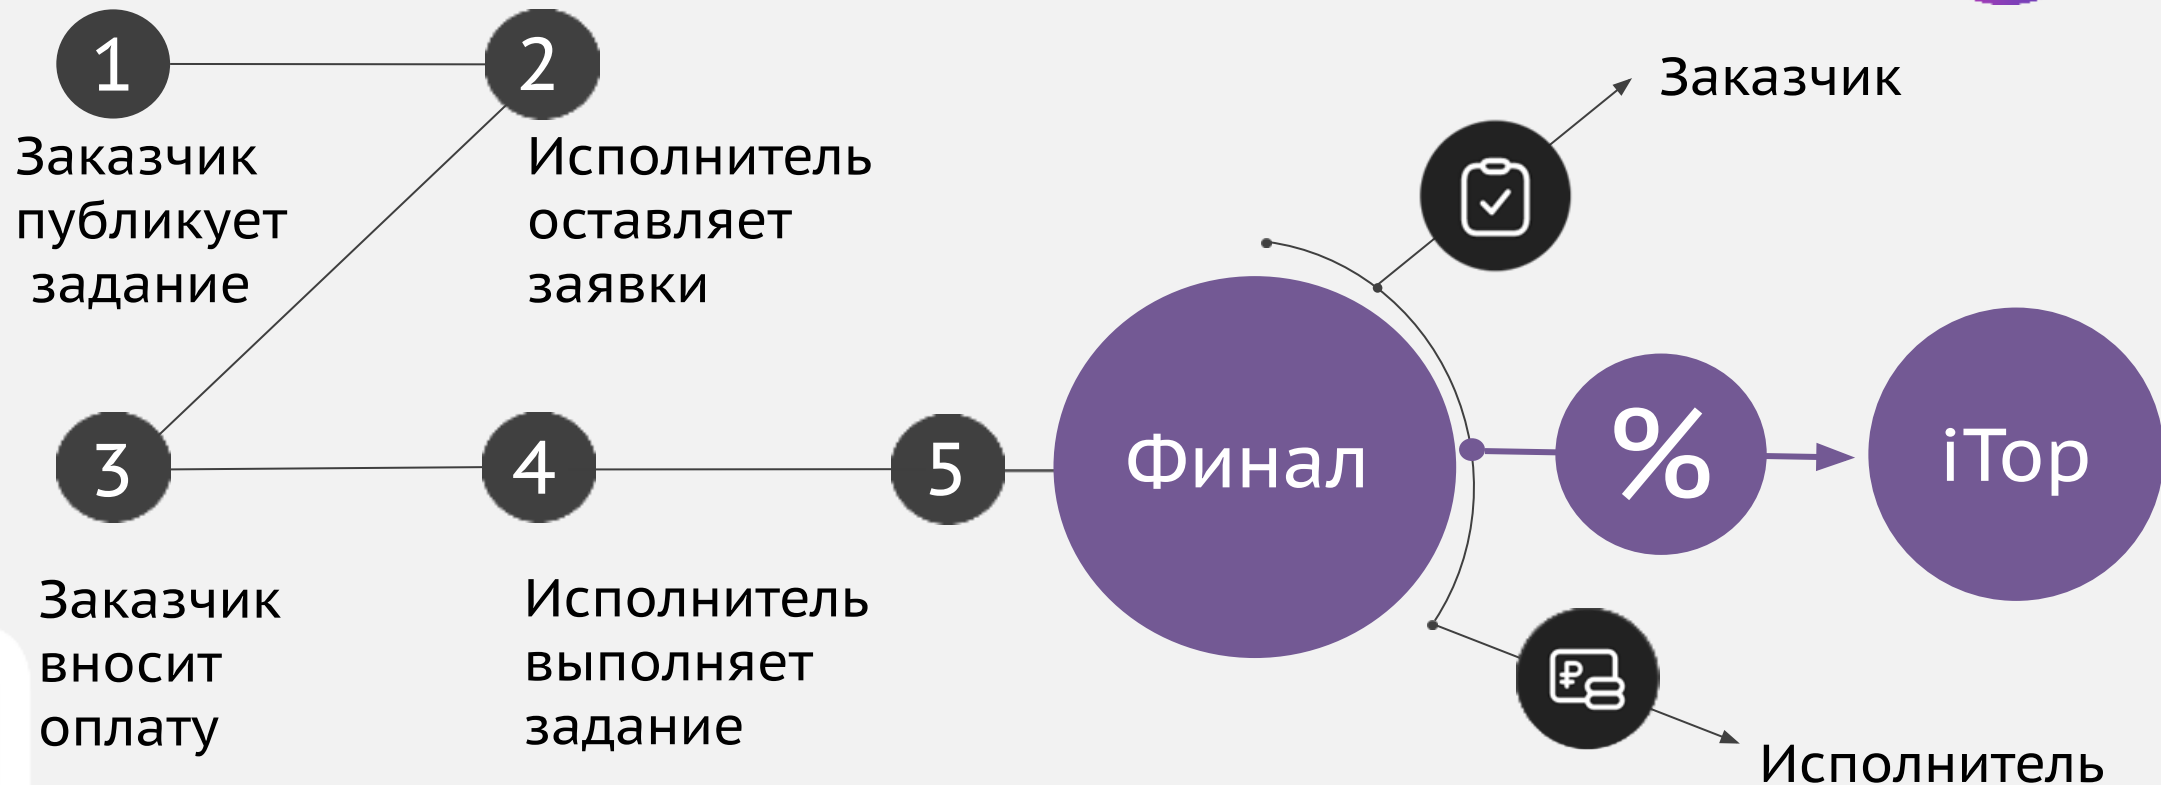 1
2
Заказчик
публикует
задание
Исполнитель
оставляет
заявки
3
4
5
Заказчик
вносит
оплату
Исполнитель
выполняет
задание
Финал
Заказчик
%
iTop
₽
Исполнитель